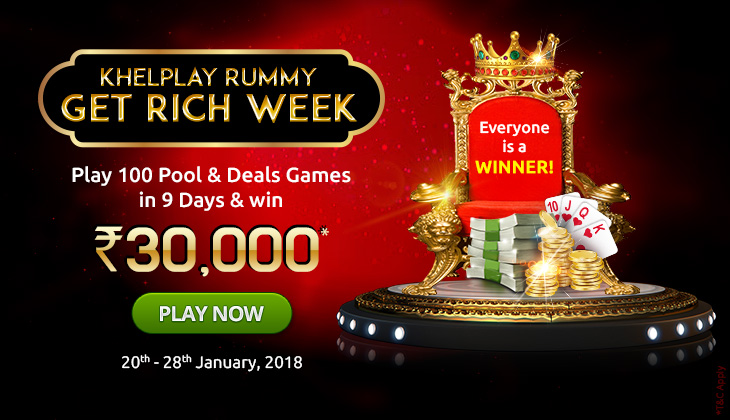 KHELPLAY RUMMY
GET RICH WEEK
Play 100 Pool & Deals Games
in 9 Days & win
₹30,000*
PLAY NOW
20th - 28th January, 2018
Everyone
is a
WINNER!
10 J Q K
*T&C Apply